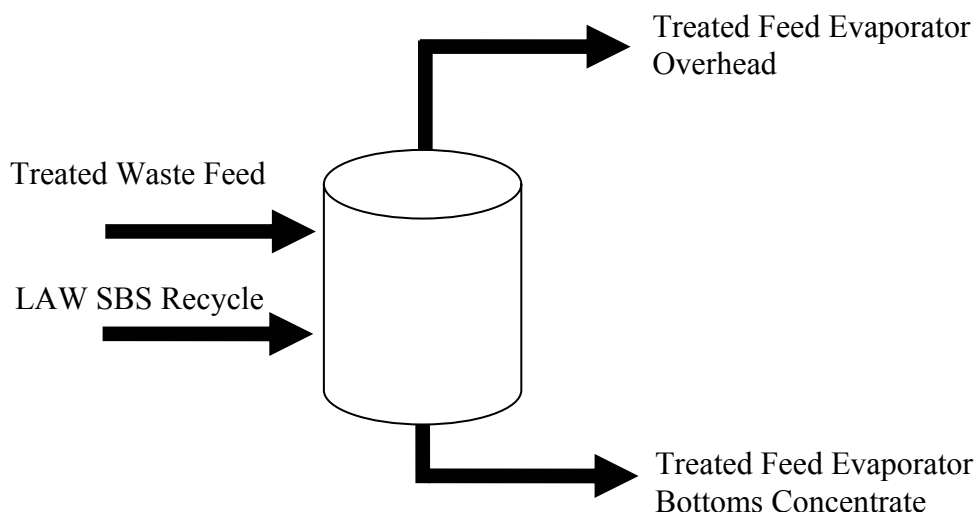 Treated Feed Evaporator
Overhead
Treated Waste Feed
LAW SBS Recycle
Treated Feed Evaporator
Bottoms Concentrate